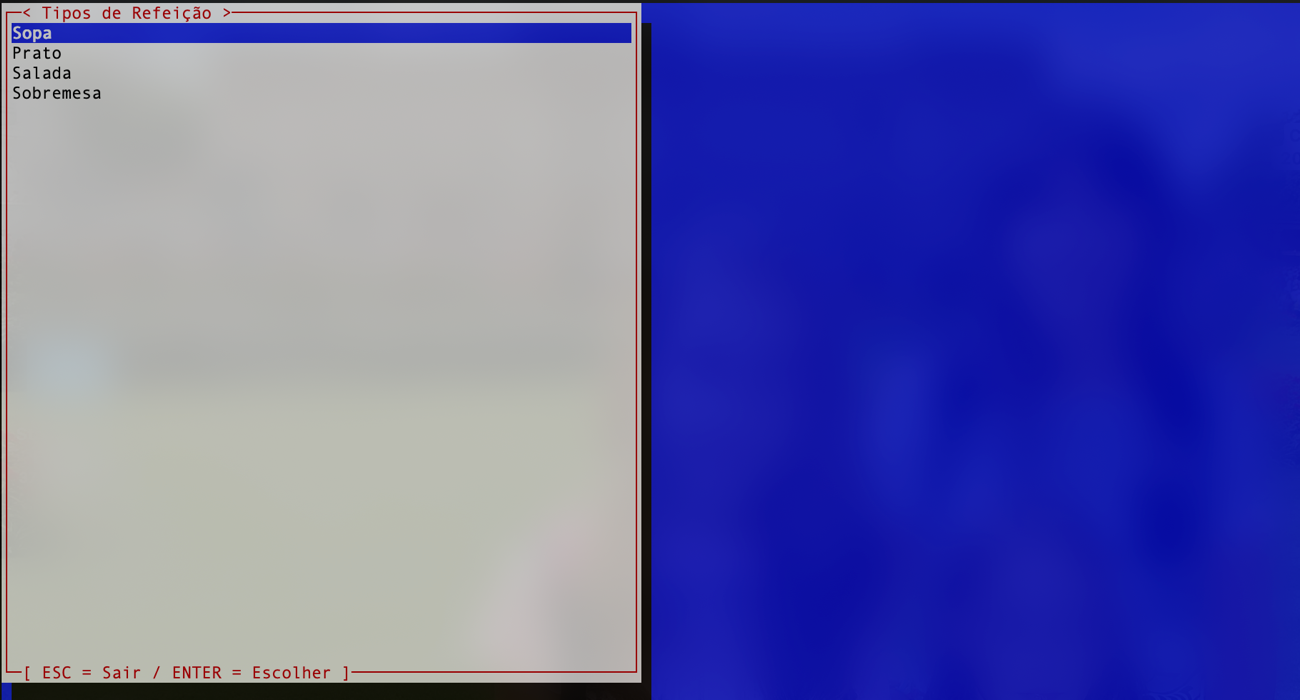 < Tipos de Refeição >
Sopa
Prato
Salada
Sobremesa
[ ESC = Sair / ENTER = Escolher ]